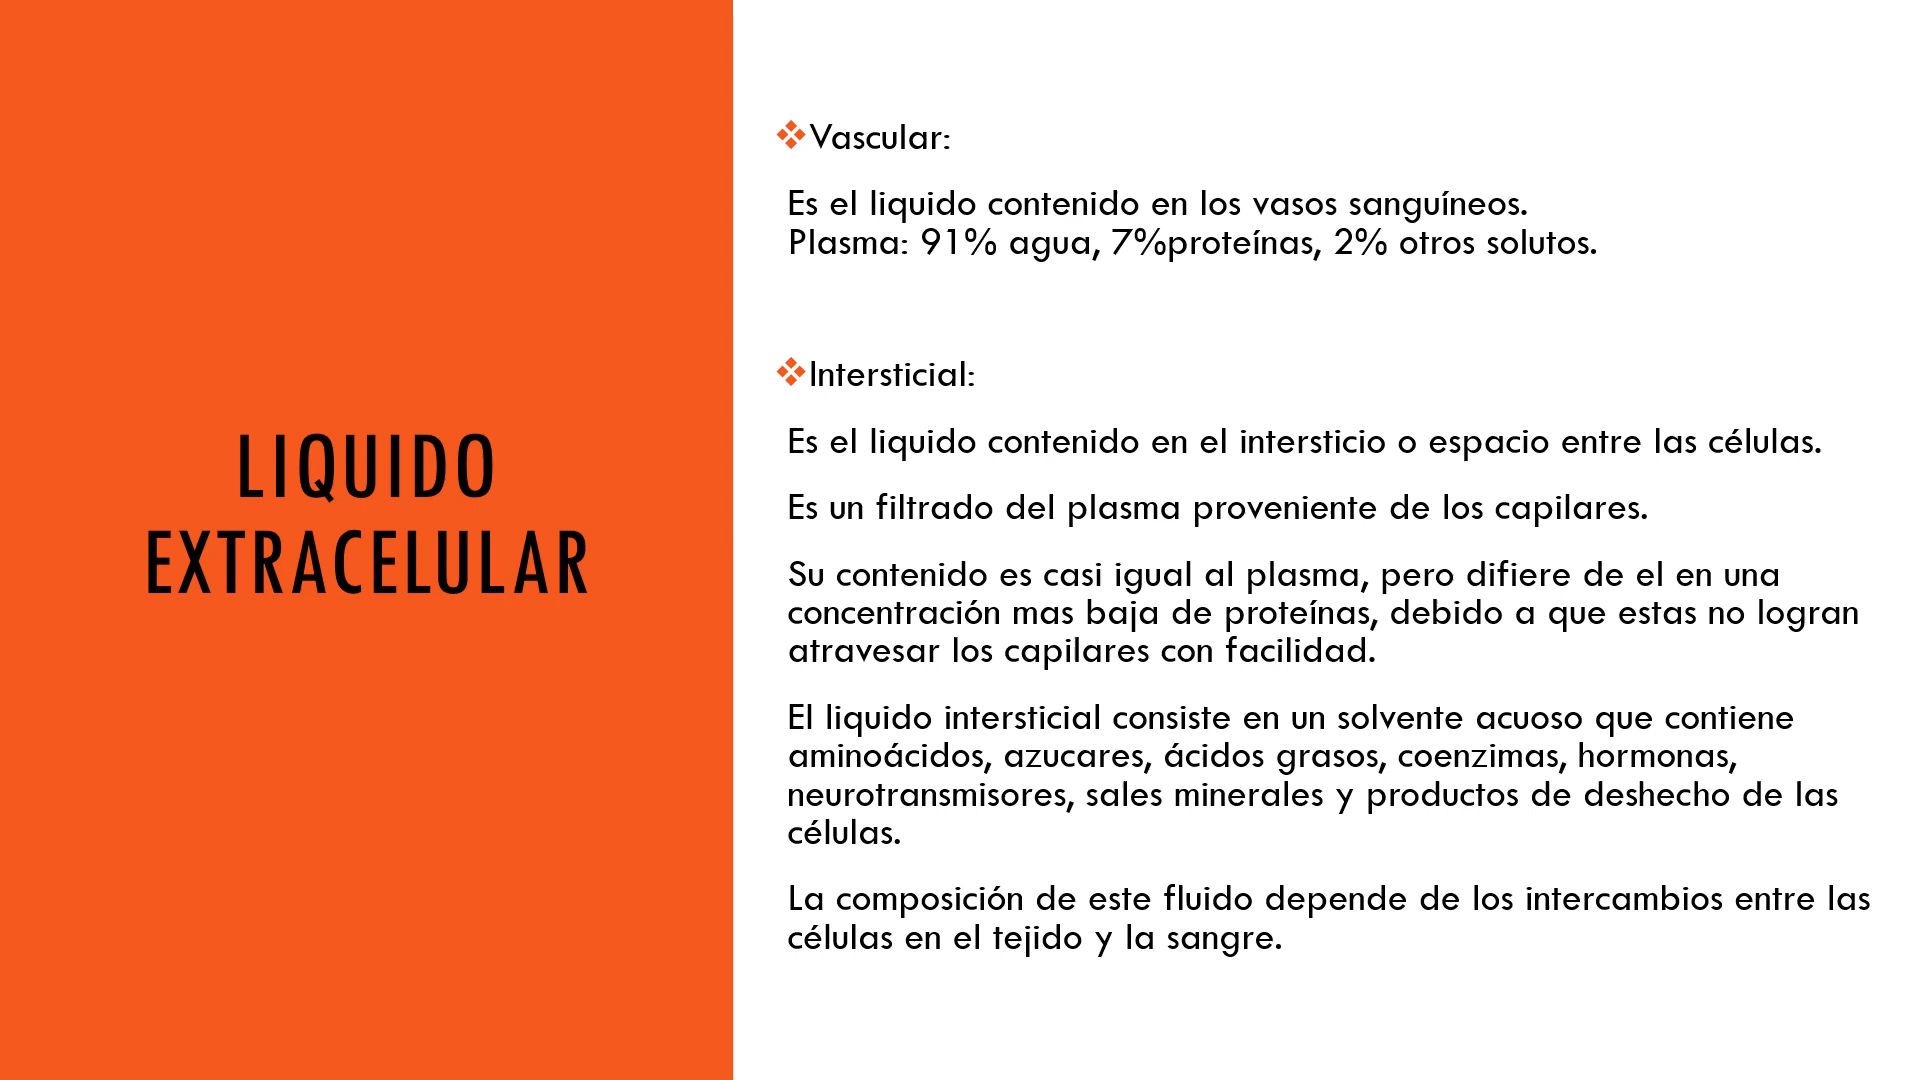 LIQUIDO
EXTRACELULAR
Vascular:
Es el liquido contenido en los vasos sanguíneos.
Plasma: 91% agua, 7%proteínas, 2% otros solutos.
Intersticial:
Es el liquido contenido en el intersticio o espacio entre las células.
Es un filtrado del plasma proveniente de los capilares.
Su contenido es casi igual al plasma, pero difiere de el en una
concentración mas baja de proteínas, debido a que estas no logran
atravesar los capilares con facilidad.
El liquido intersticial consiste en un solvente acuoso que contiene
aminoácidos, azucares, ácidos grasos, coenzimas, hormonas,
neurotransmisores, sales minerales y productos de deshecho de las
células.
La composición de este fluido depende de los intercambios entre las
células en el tejido y la sangre.